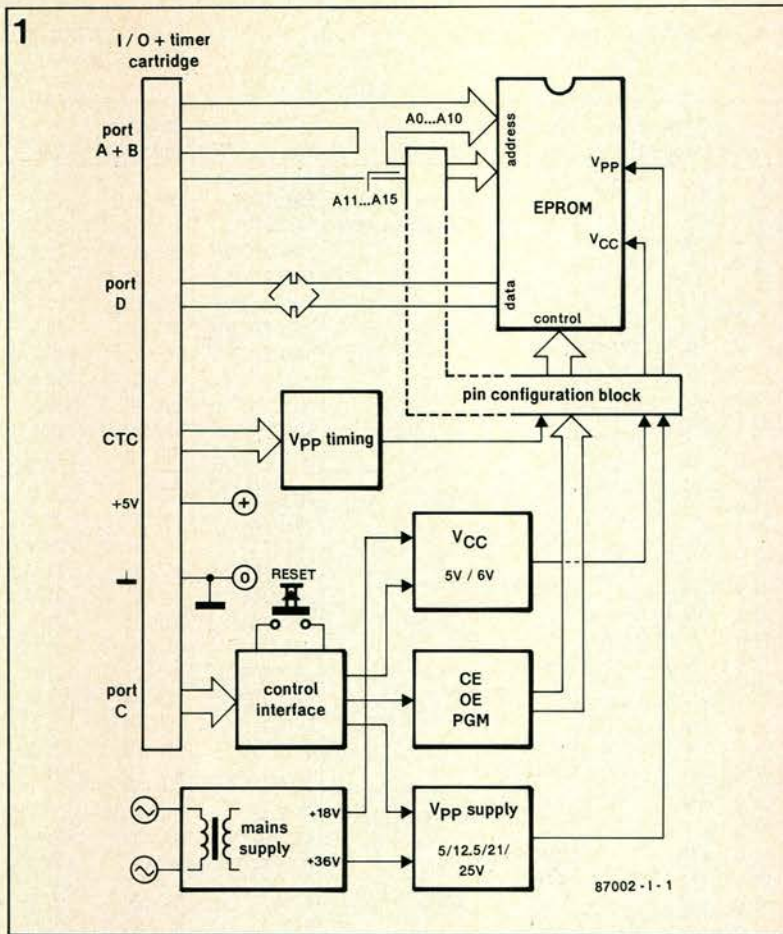 1
I / O + timer
cartridge
port
A + B
A0...A10
A11...A15
address
VPP
EPROM
VCC
port
D
data
control
pin configuration block
CTC
VPP timing
+5V
+
0
RESET
VCC
5V / 6V
port
C
control
interface
CE
OE
PGM
mains
supply
+18V
+36V
VPP supply
5/12.5/21/
25V
87002 - I - 1